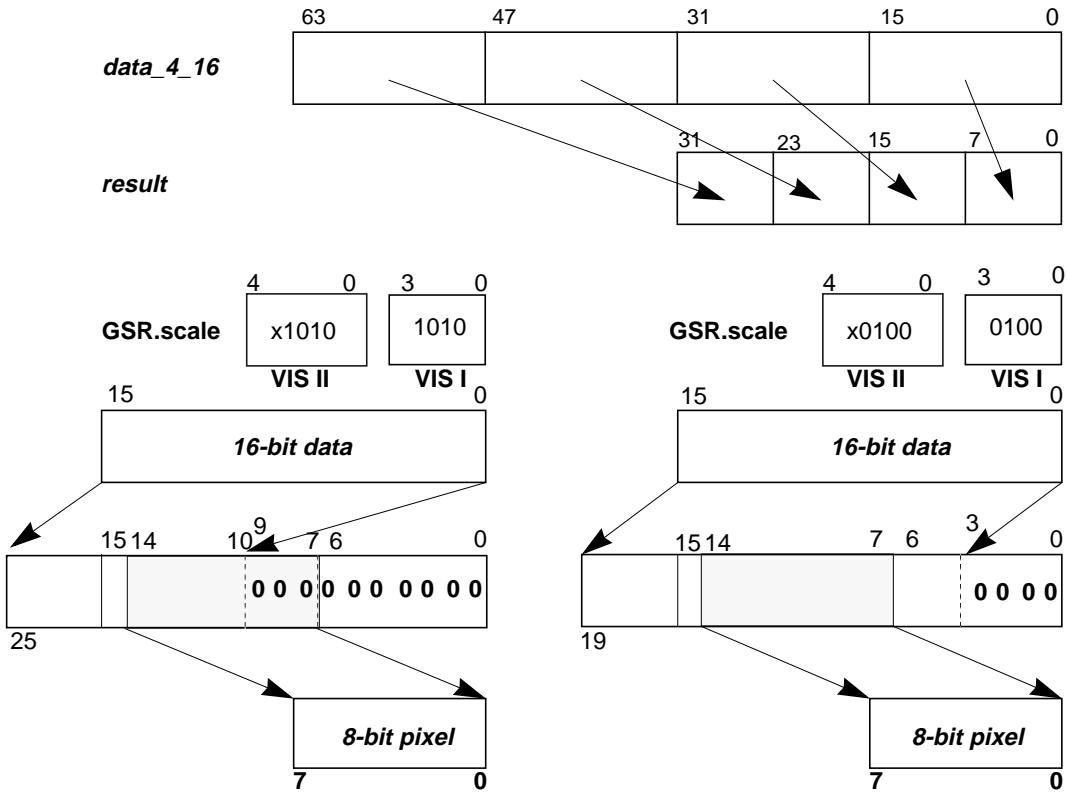 63 47 31 15 0
data_4_16
31 23 15 7 0
result
4 0 3 0
GSR.scale x1010 1010
VIS II VIS I
15 0
16-bit data
15 14 10 9 7 6 0
0 0 0 0 0 0 0 0 0 0
25
8-bit pixel
7 0
4 0 3 0
GSR.scale x0100 0100
VIS II VIS I
15 0
16-bit data
15 14 7 6 3 0
0 0 0 0
19
8-bit pixel
7 0